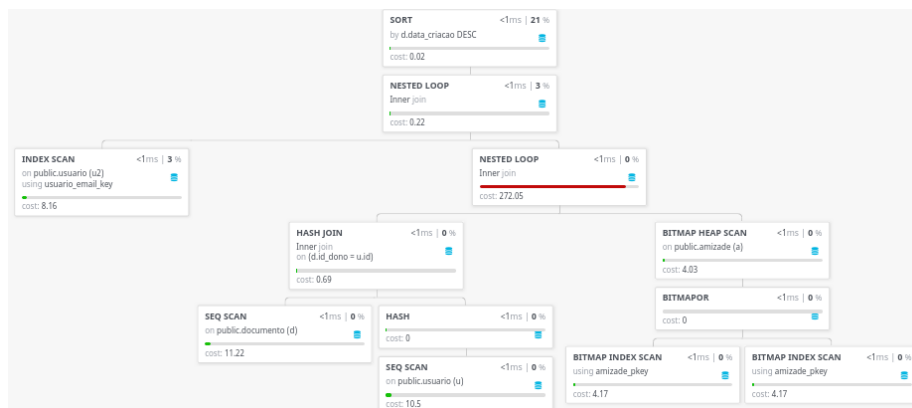 SORT <1ms | 21 %
by d.data_criacao DESC
cost: 0.02
NESTED LOOP <1ms | 3 %
Inner join
cost: 0.22
INDEX SCAN <1ms | 3 %
on public.usuario (u2)
using usuario_email_key
cost: 8.16
NESTED LOOP <1ms | 0 %
Inner join
cost: 272.05
HASH JOIN <1ms | 0 %
Inner join
on (d.id_dono = u.id)
cost: 0.69
BITMAP HEAP SCAN <1ms | 0 %
on public.amizade (a)
cost: 4.03
BITMAPOR <1ms | 0 %
cost: 0
SEQ SCAN <1ms | 0 %
on public.documento (d)
cost: 11.22
HASH <1ms | 0 %
cost: 0
SEQ SCAN <1ms | 0 %
on public.usuario (u)
cost: 10.5
BITMAP INDEX SCAN <1ms | 0 %
using amizade_pkey
cost: 4.17
BITMAP INDEX SCAN <1ms | 0 %
using amizade_pkey
cost: 4.17